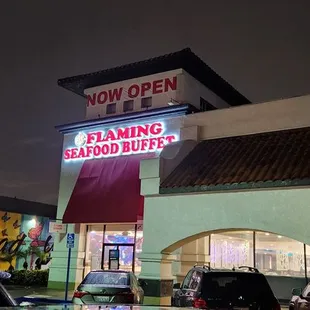 NOW OPEN
FLAMING
SEAFOOD BUFFET